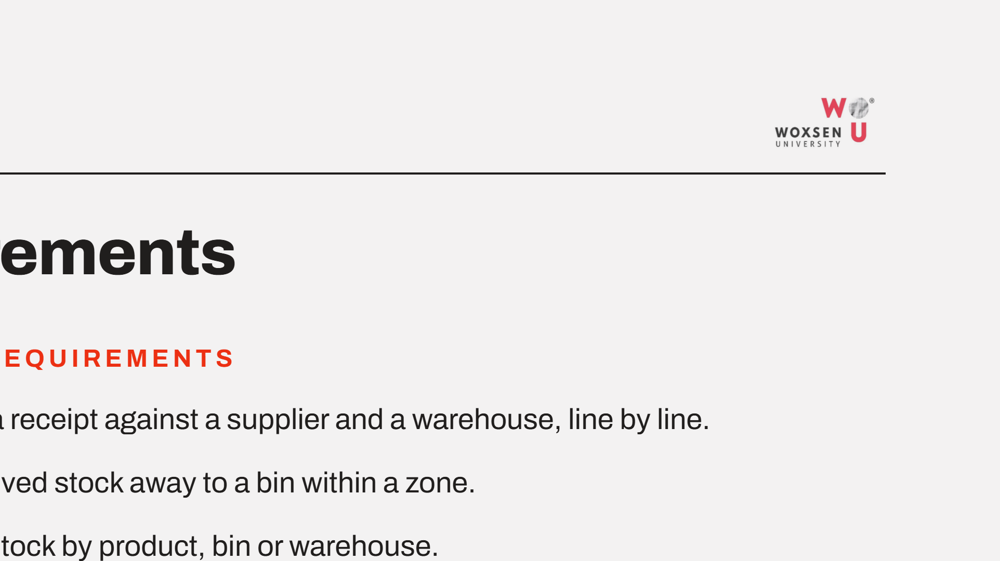 W ®
WOXSEN U
UNIVERSITY
rements
EQUIREMENTS
a receipt against a supplier and a warehouse, line by line.
ved stock away to a bin within a zone.
tock by product, bin or warehouse.